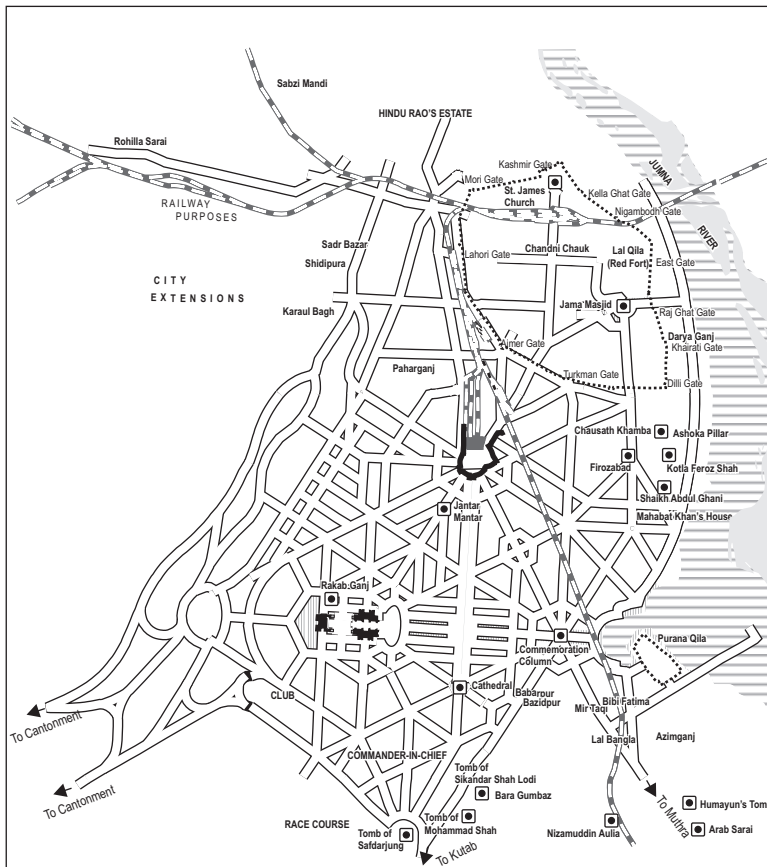 Sabzi Mandi
HINDU RAO'S ESTATE
Rohilla Sarai
Kashmir Gate
Mori Gate
St. James
Church
JUMNA
RIVER
Kella Ghat Gate
Nigambodh Gate
RAILWAY
PURPOSES
Sadr Bazar
Shidipura
Lahori Gate
Chandni Chauk
Lal Qila
(Red Fort)
East Gate
CITY
EXTENSIONS
Karaul Bagh
Jama Masjid
Raj Ghat Gate
Darya Ganj
Khairati Gate
Ajmer Gate
Paharganj
Turkman Gate
Dilli Gate
Chausath Khamba
Ashoka Pillar
Firozabad
Kotla Feroz Shah
Shaikh Abdul Ghani
Mahabat Khan's House
Jantar
Mantar
Rakab Ganj
Commemoration
Column
Purana Qila
Cathedral
CLUB
Babarpur
Bazidpur
Bibi Fatima
Mir Taqi
To Cantonment
Lal Bangla
Azimganj
COMMANDER-IN-CHIEF
Tomb of
Sikandar Shah Lodi
Bara Gumbaz
To Cantonment
To Muthra
Humayun's Tom
RACE COURSE
Tomb of
Mohammad Shah
Tomb of
Safdarjung
To Kutab
Nizamuddin Aulia
Arab Sarai